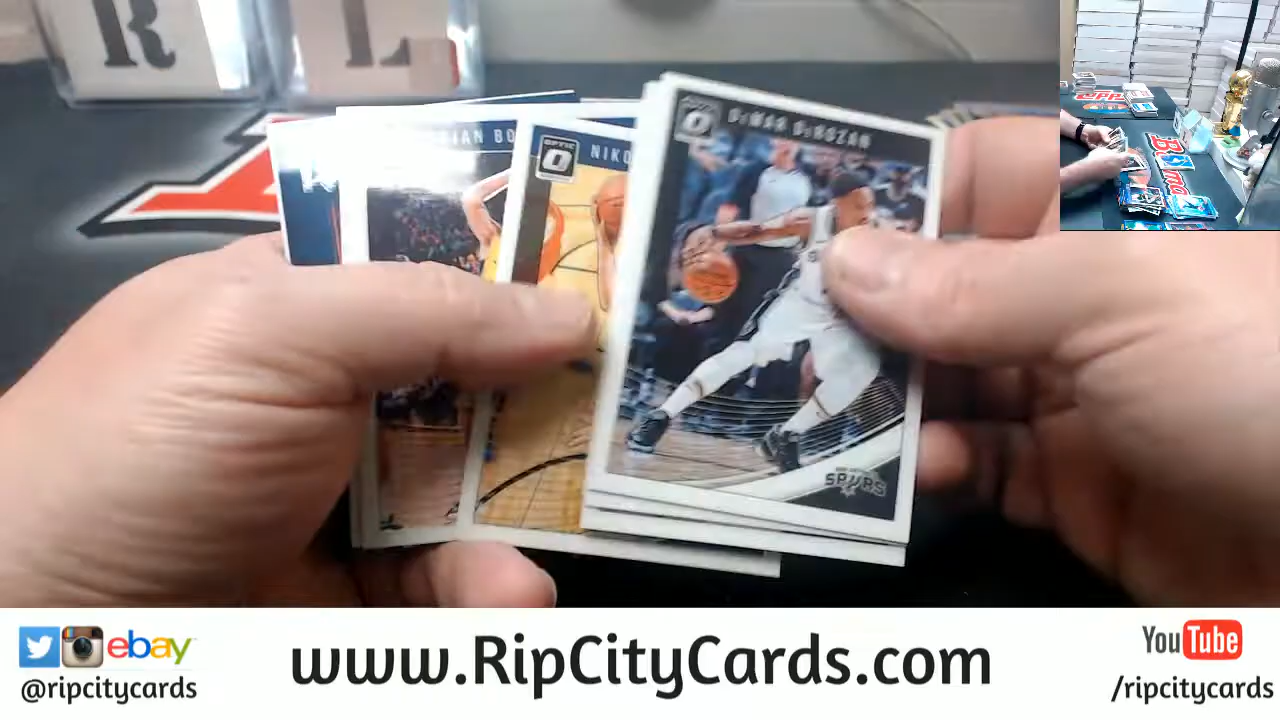 R L
DeMAR DeROZAN
OPTIC
NIKO
IAN BO
SPURS
ebay
@ripcitycards
www.RipCityCards.com
YouTube
/ripcitycards